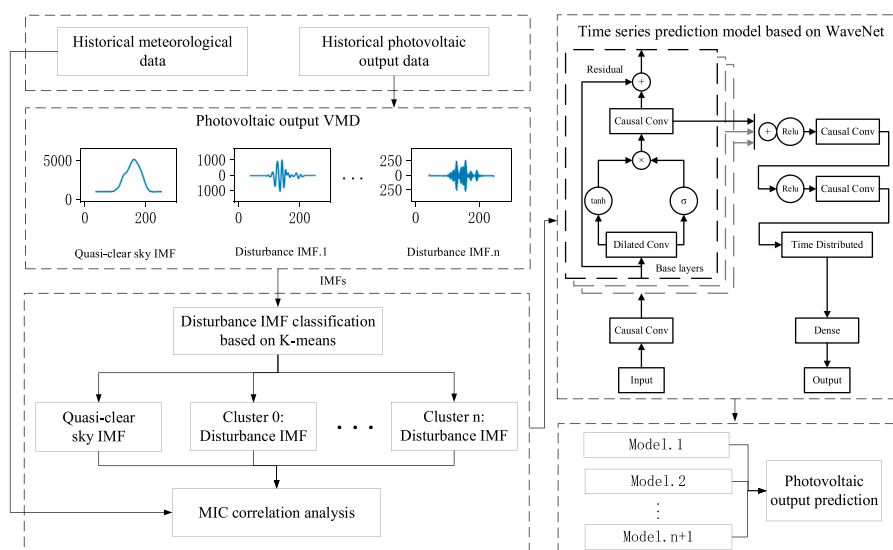 Historical meteorological
data
Historical photovoltaic
output data
Photovoltaic output VMD
5000
0
0
200
Quasi-clear sky IMF
1000
0
1000
0
200
Disturbance IMF.1
. . .
250
0
250
0
200
Disturbance IMF.n
IMFs
Disturbance IMF classification
based on K-means
Quasi-clear
sky IMF
Cluster 0:
Disturbance IMF
. . .
Cluster n:
Disturbance IMF
MIC correlation analysis
Time series prediction model based on WaveNet
Residual
+
Causal Conv
×
tanh
σ
Dilated Conv
Base layers
Causal Conv
Input
+
Relu
Causal Conv
Relu
Causal Conv
Time Distributed
Dense
Output
Model.1
Model.2
⋮
Model.n+1
Photovoltaic
output prediction